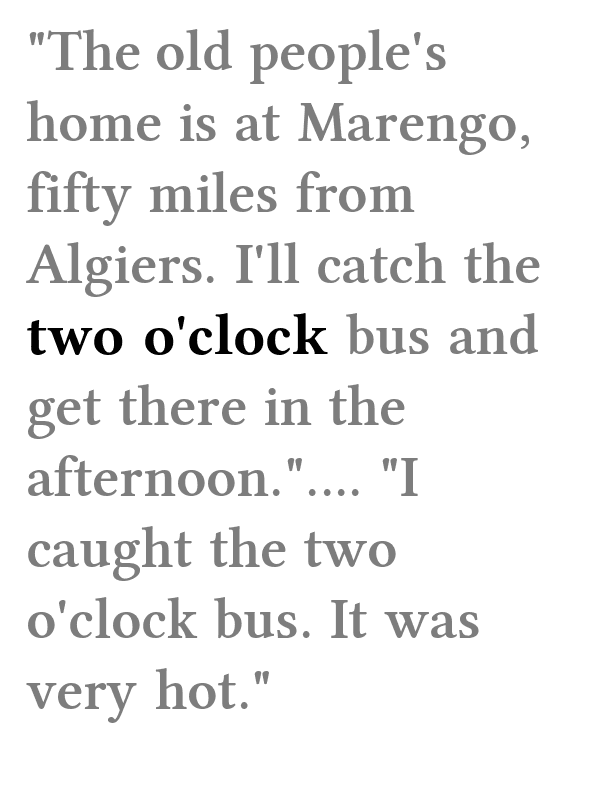 "The old people's
home is at Marengo,
fifty miles from
Algiers. I'll catch the
two o'clock bus and
get there in the
afternoon.".... "I
caught the two
o'clock bus. It was
very hot."